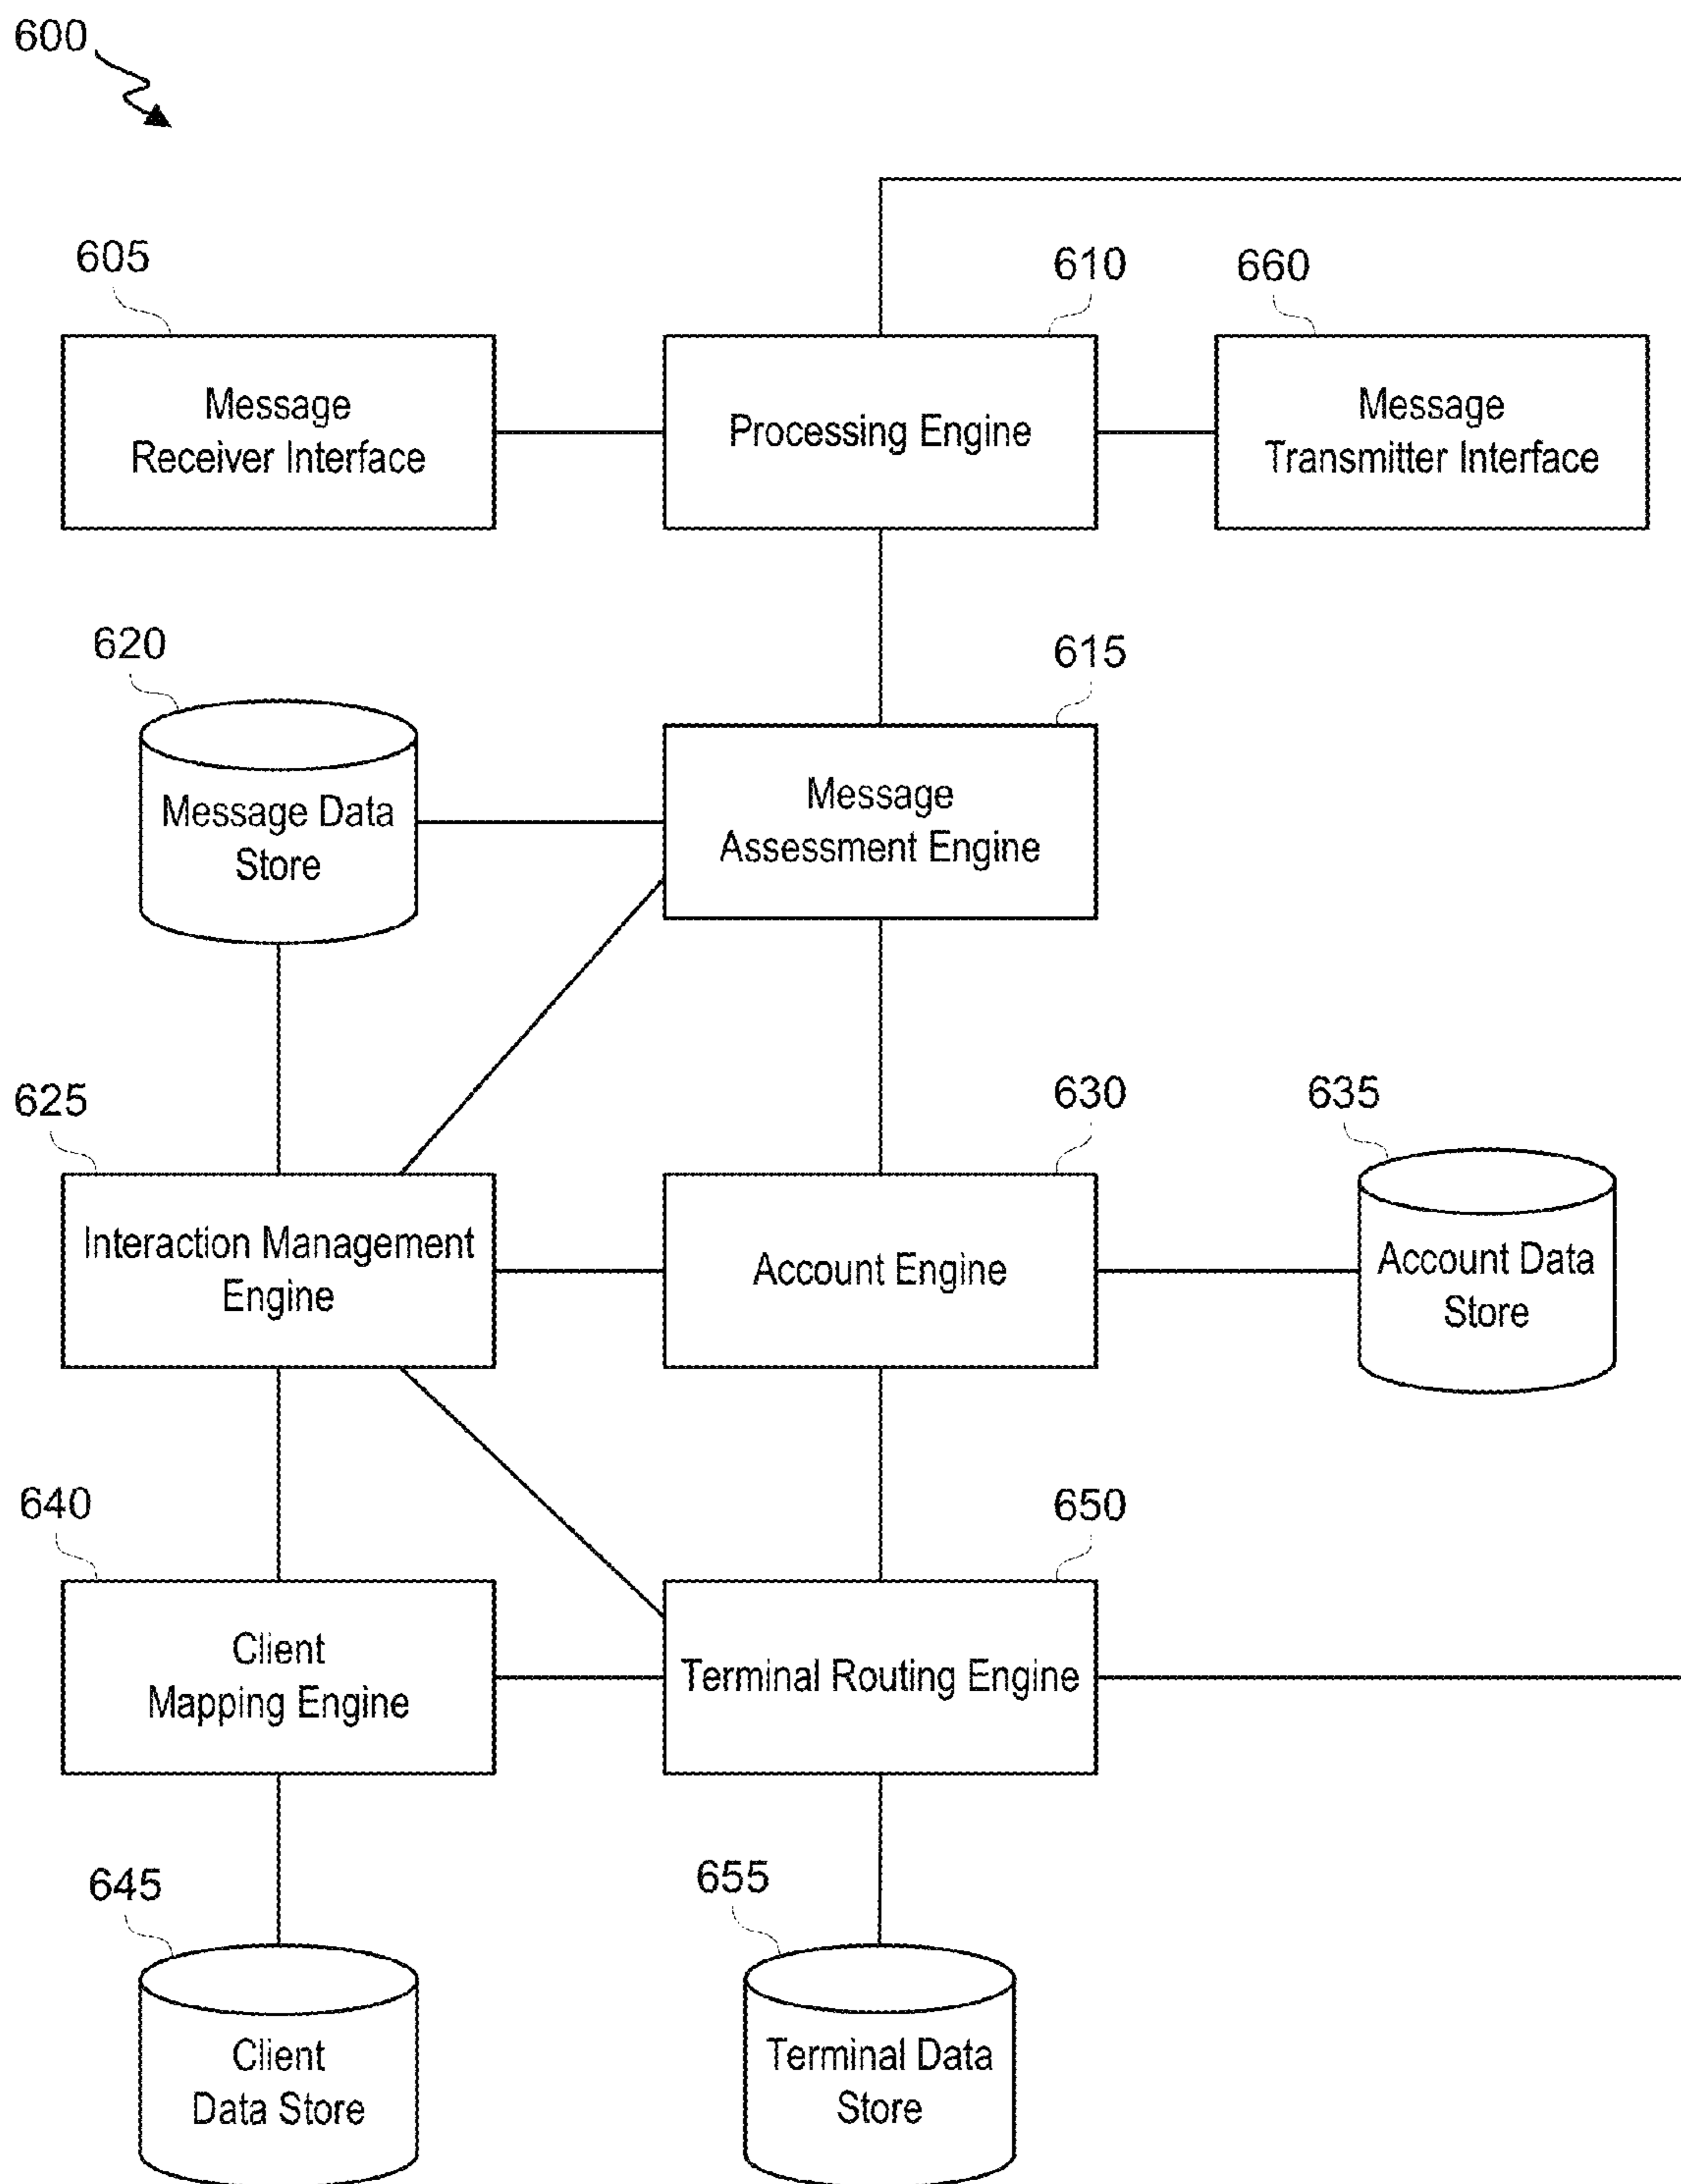 600
605
610
660
Message
Receiver Interface
Processing Engine
Message
Transmitter Interface
620
615
Message Data
Store
Message
Assessment Engine
625
630
635
Interaction Management
Engine
Account Engine
Account Data
Store
640
650
Client
Mapping Engine
Terminal Routing Engine
645
655
Client
Data Store
Terminal Data
Store